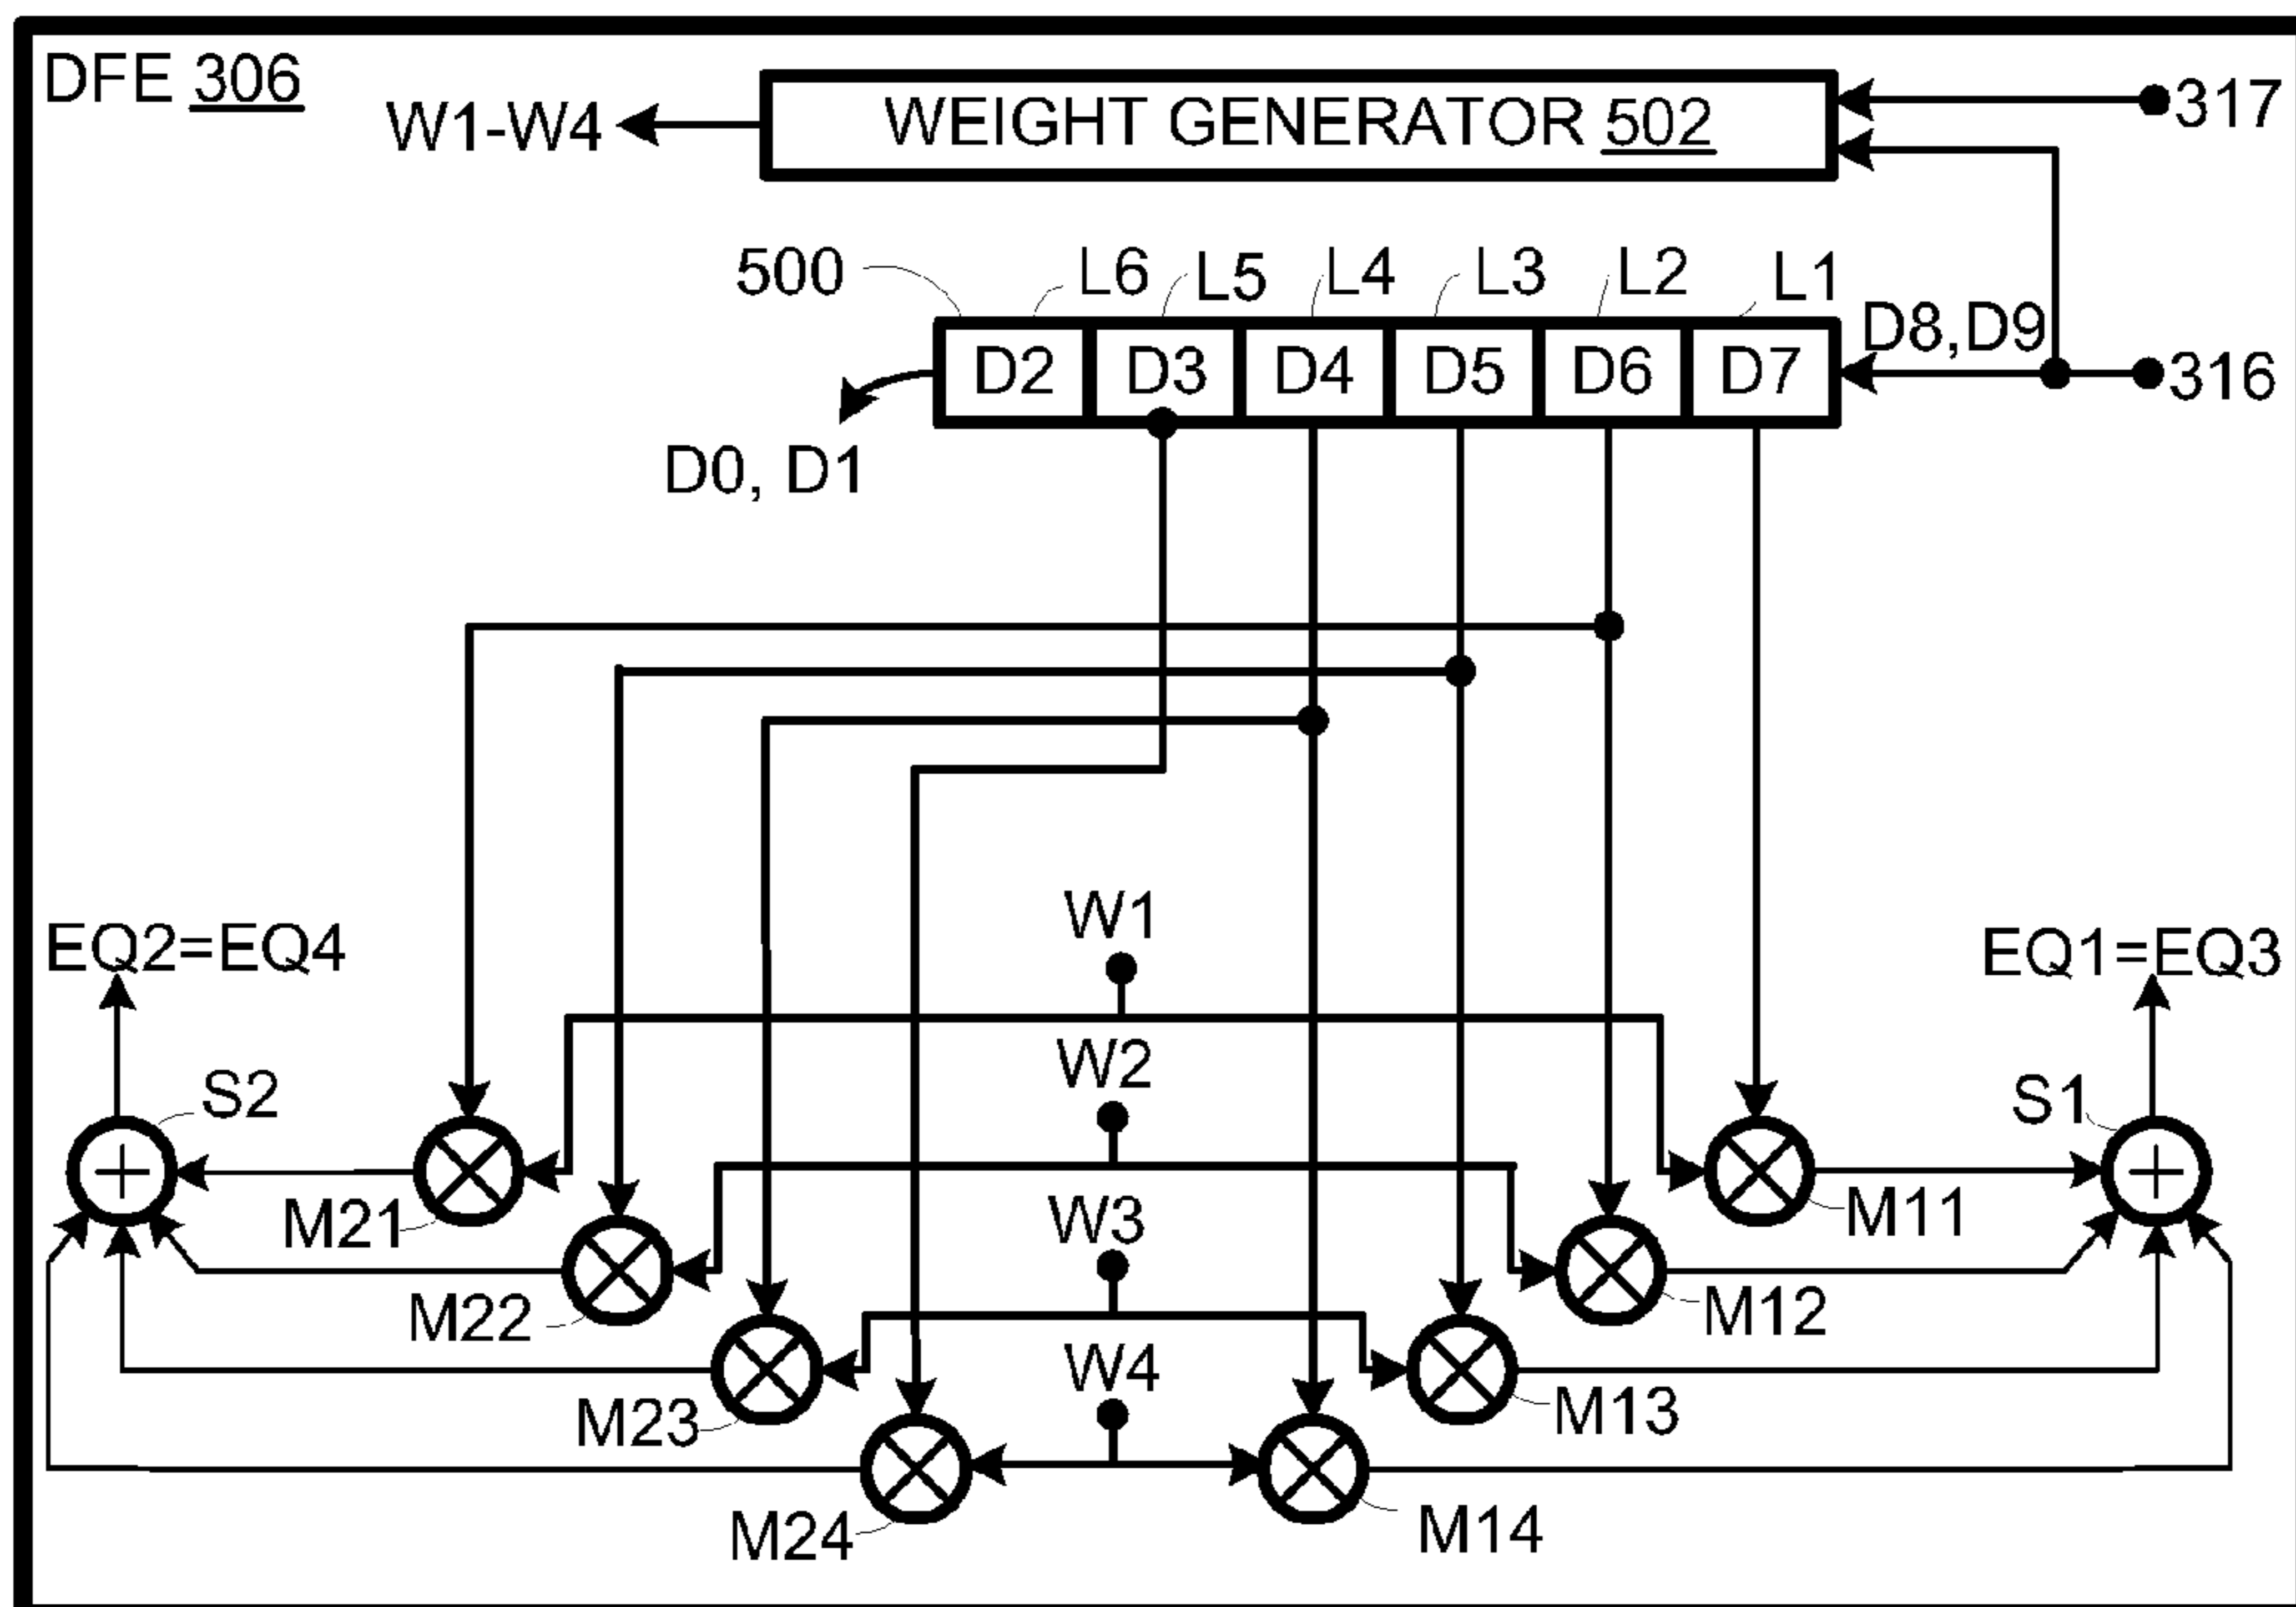 DFE 306
W1-W4
WEIGHT GENERATOR 502
317
500
L6
L5
L4
L3
L2
L1
D8,D9
D2
D3
D4
D5
D6
D7
316
D0, D1
W1
EQ2=EQ4
EQ1=EQ3
W2
S2
S1
M21
W3
M11
M22
M12
W4
M23
M13
M24
M14